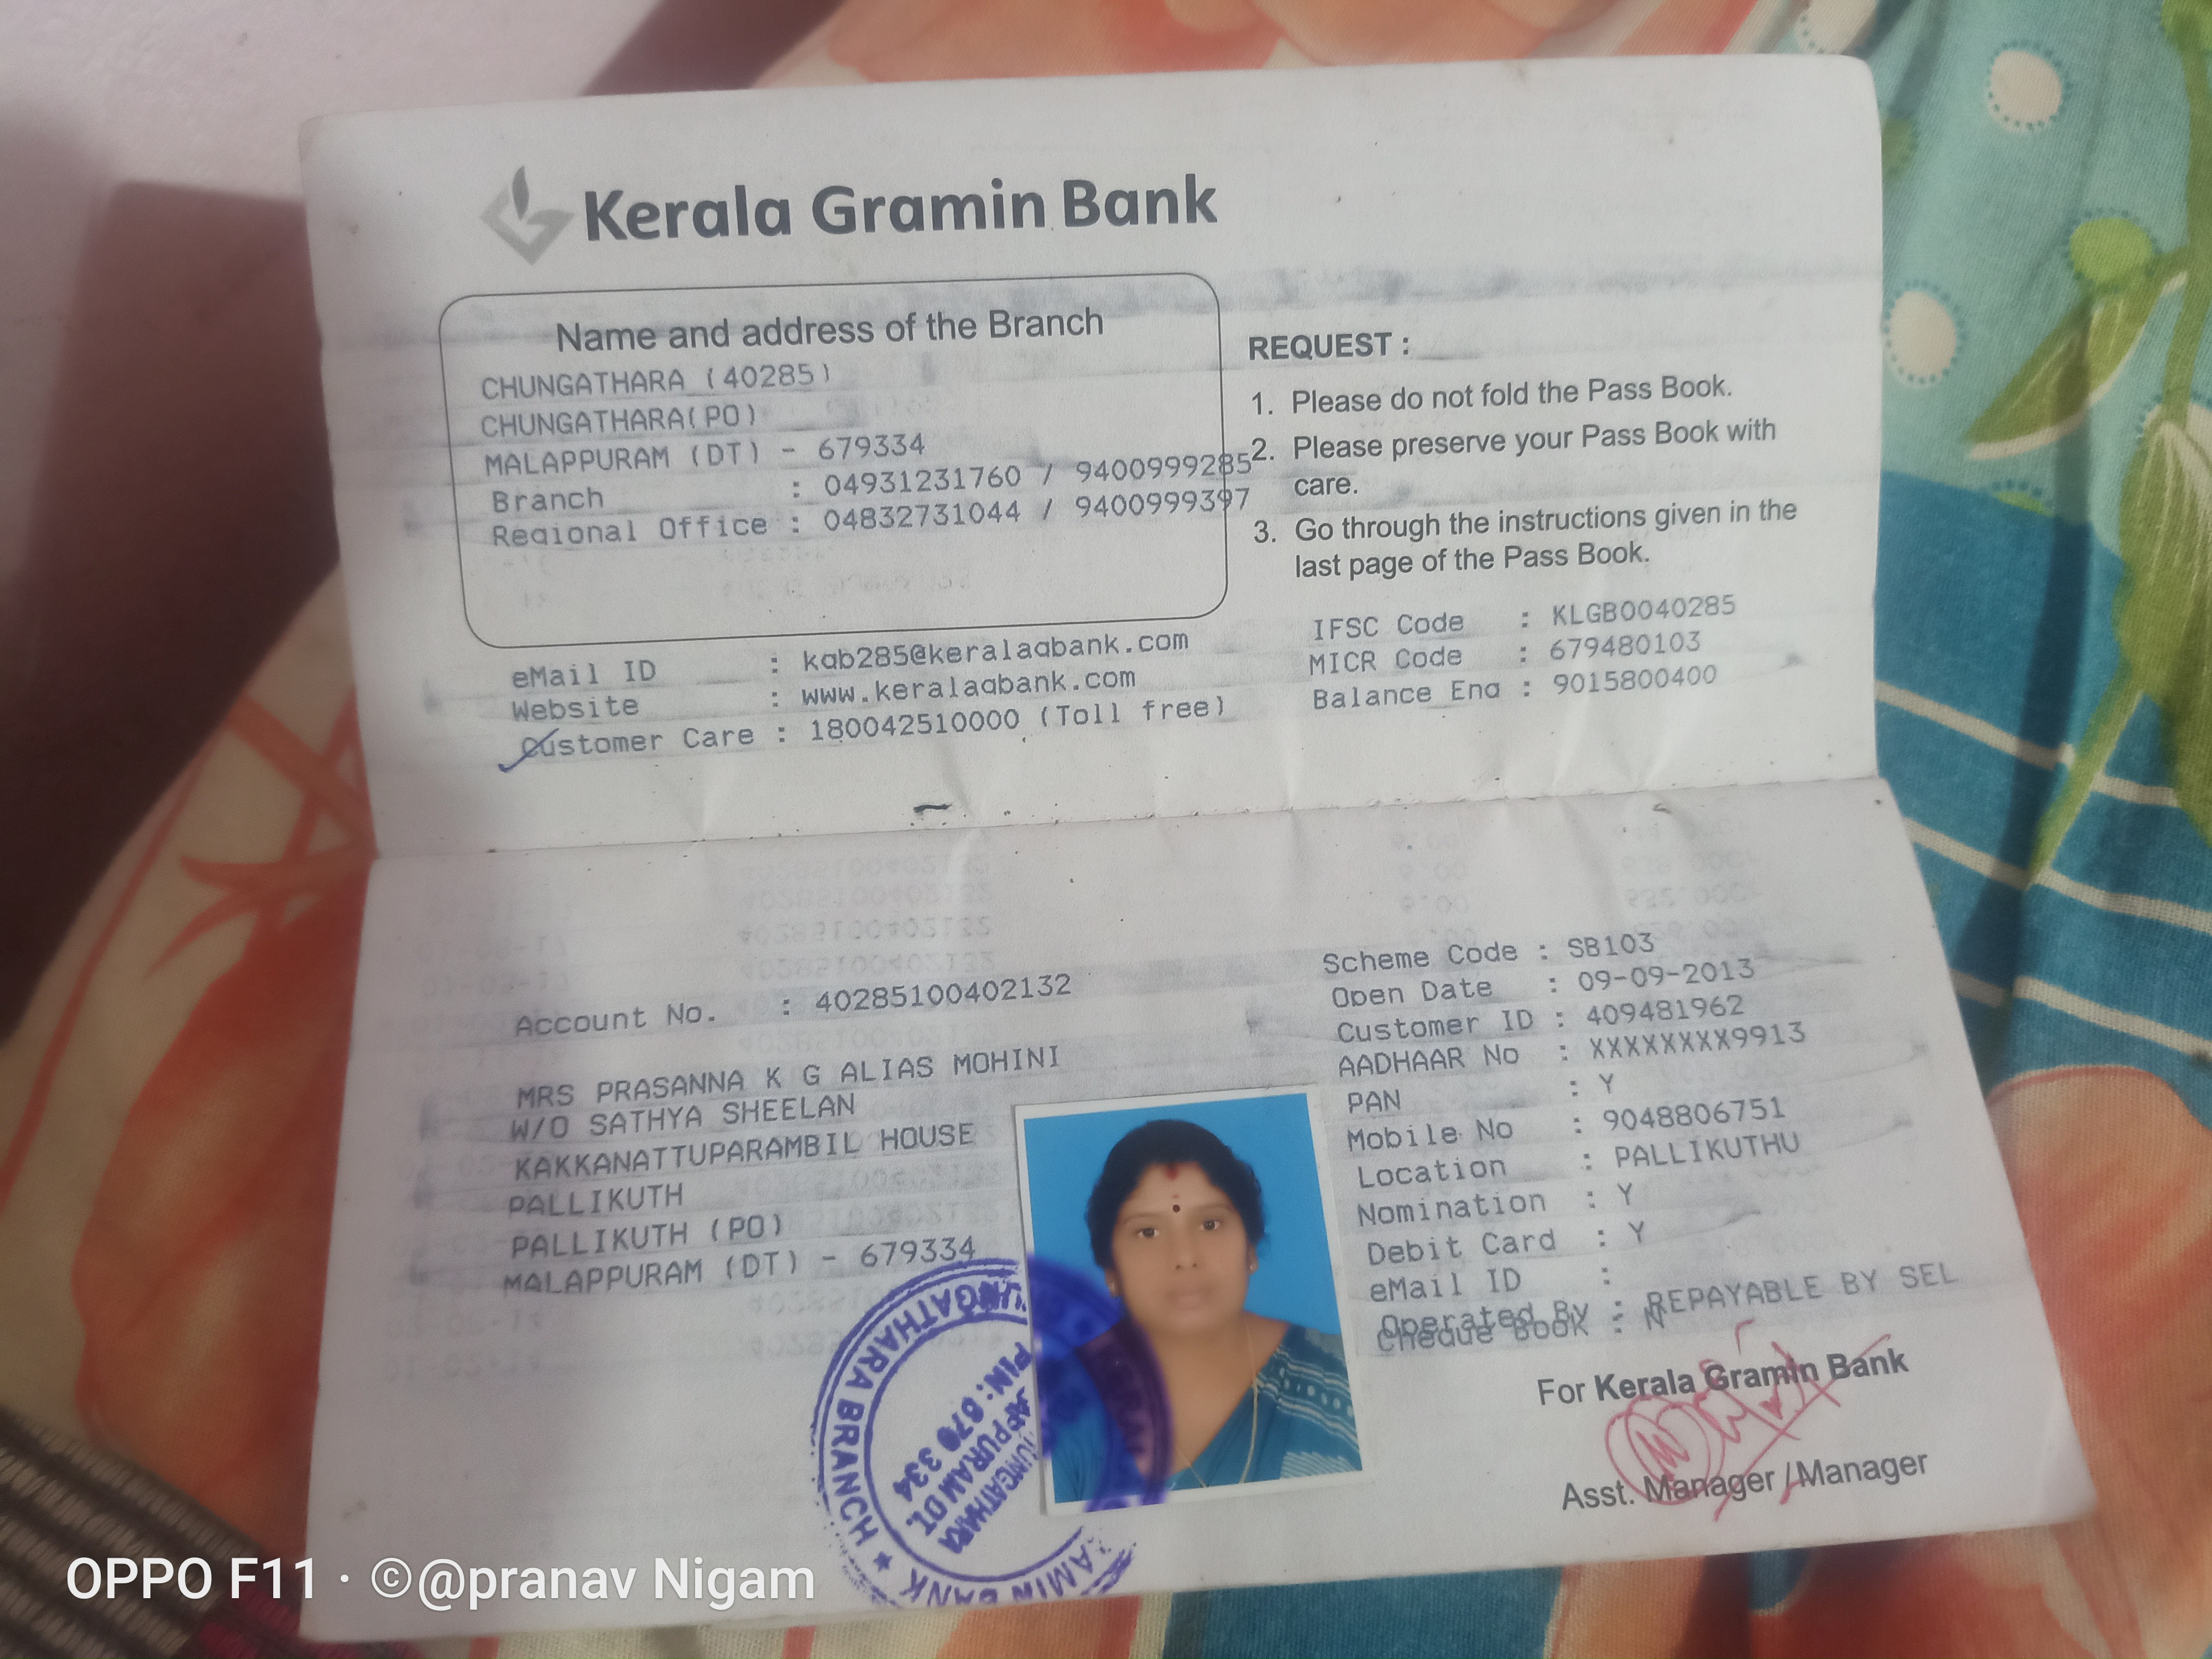 Kerala Gramin Bank
Name and address of the Branch
CHUNGATHARA (40285)
CHUNGATHARA(PO)
MALAPPURAM (DT) - 679334
Branch : 04931231760 / 9400999285
Regional Office : 04832731044 / 9400999397
REQUEST :
1. Please do not fold the Pass Book.
2. Please preserve your Pass Book with
care.
3. Go through the instructions given in the
last page of the Pass Book.
eMail ID : kgb285@keralagbank.com
Website : www.keralagbank.com
Customer Care : 180042510000 (Toll free)
IFSC Code : KLGB0040285
MICR Code : 679480103
Balance Enq : 9015800400
Account No. : 40285100402132
MRS PRASANNA K G ALIAS MOHINI
W/O SATHYA SHEELAN
KAKKANATTUPARAMBIL HOUSE
PALLIKUTH
PALLIKUTH (PO)
MALAPPURAM (DT) - 679334
Scheme Code : SB103
Open Date : 09-09-2013
Customer ID : 409481962
AADHAAR No : XXXXXXXX9913
PAN : Y
Mobile No : 9048806751
Location : PALLIKUTHU
Nomination : Y
Debit Card : Y
eMail ID :
Operated By : REPAYABLE BY SEL
Cheque Book : N
For Kerala Gramin Bank
Asst. Manager / Manager
BRANCH
PIN: 679 334
OPPO F11 · ©@pranav Nigam